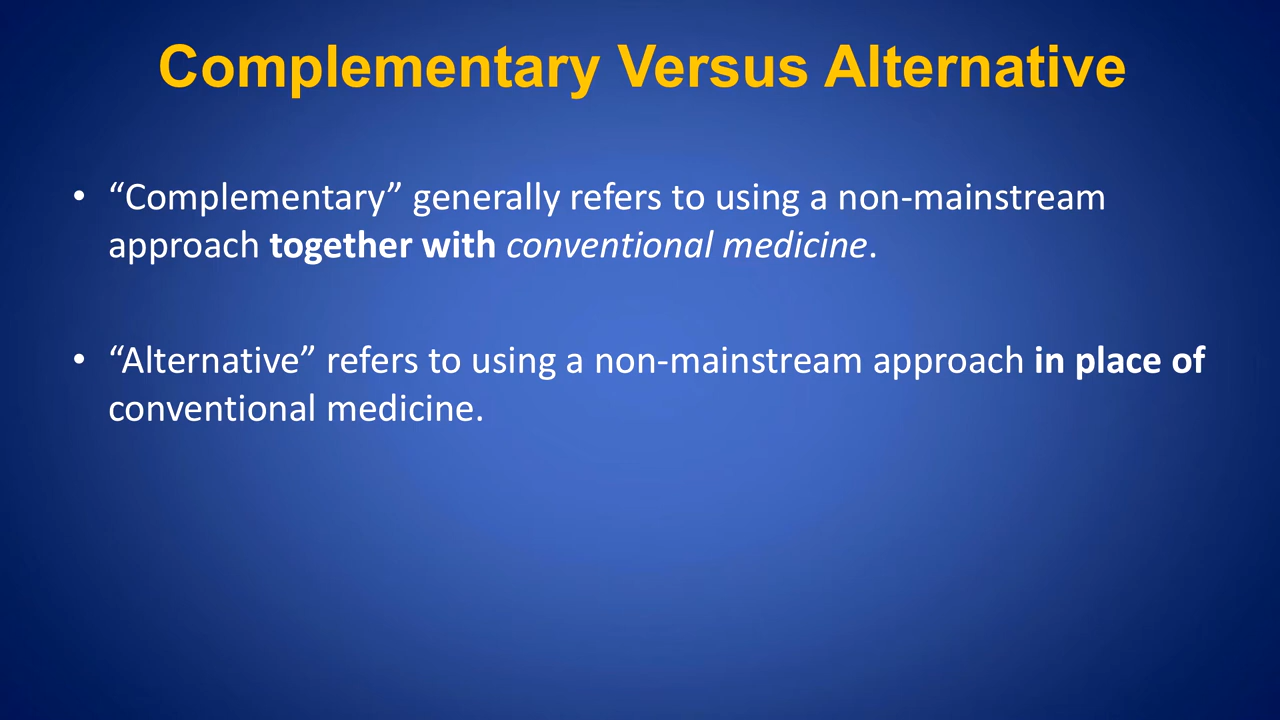 Complementary Versus Alternative
• “Complementary” generally refers to using a non-mainstream
approach together with conventional medicine.
• “Alternative” refers to using a non-mainstream approach in place of
conventional medicine.